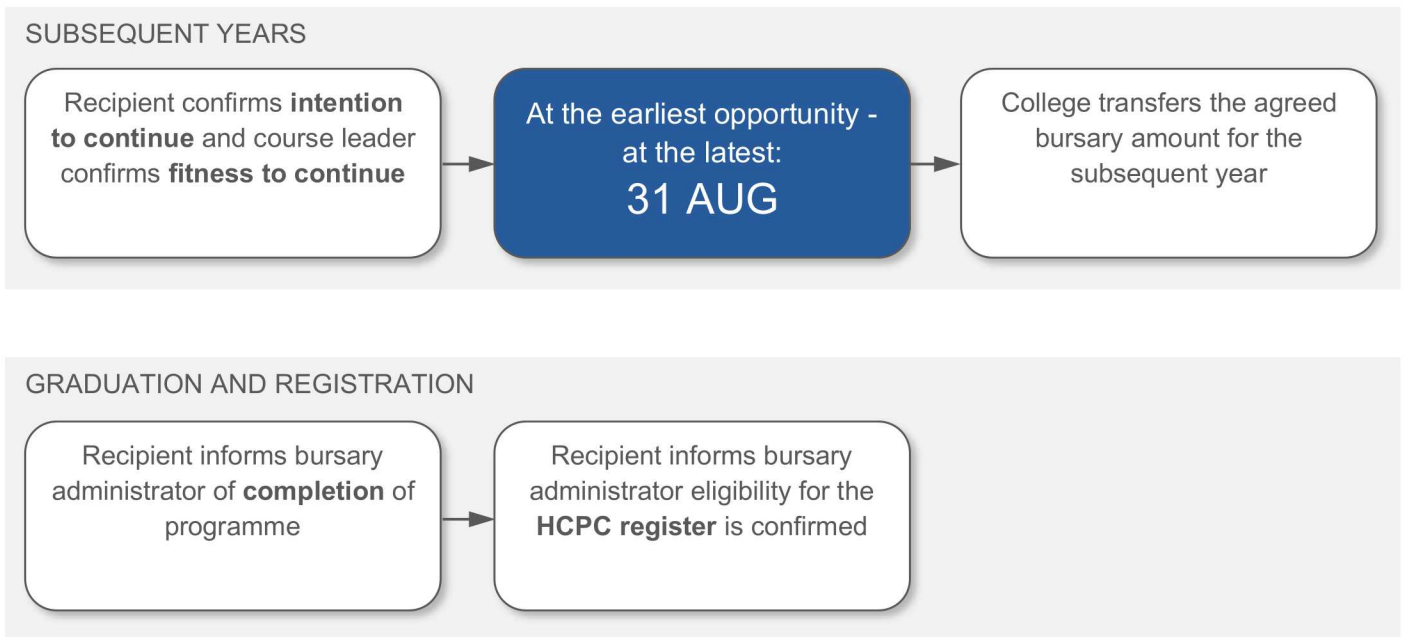 SUBSEQUENT YEARS
Recipient confirms intention
to continue and course leader
confirms fitness to continue
At the earliest opportunity -
at the latest:
31 AUG
College transfers the agreed
bursary amount for the
subsequent year
GRADUATION AND REGISTRATION
Recipient informs bursary
administrator of completion of
programme
Recipient informs bursary
administrator eligibility for the
HCPC register is confirmed